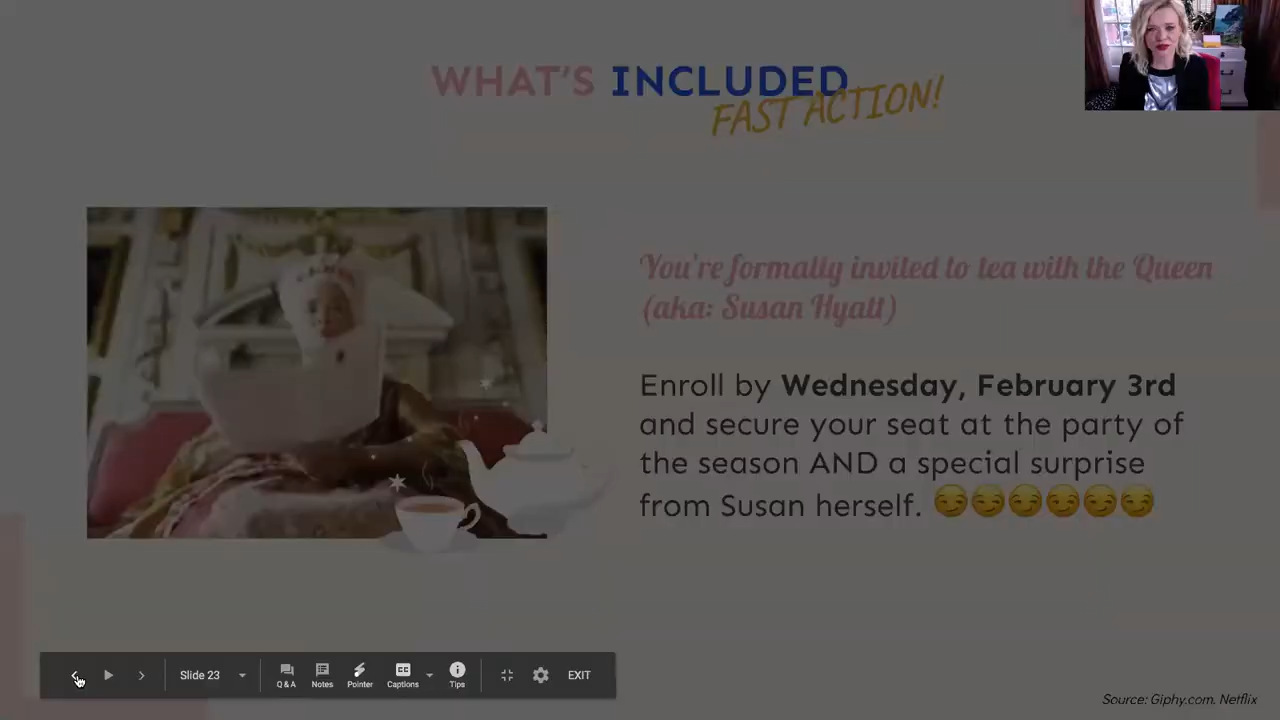 WHAT'S INCLUDED
FAST ACTION!
You're formally invited to tea with the Queen
(aka: Susan Hyatt)
Enroll by Wednesday, February 3rd
and secure your seat at the party of
the season AND a special surprise
from Susan herself. 😏😏😏😏😏😏
Slide 23
Q & A
Notes
Pointer
CC
Captions
Tips
EXIT
Source: Giphy.com, Netflix